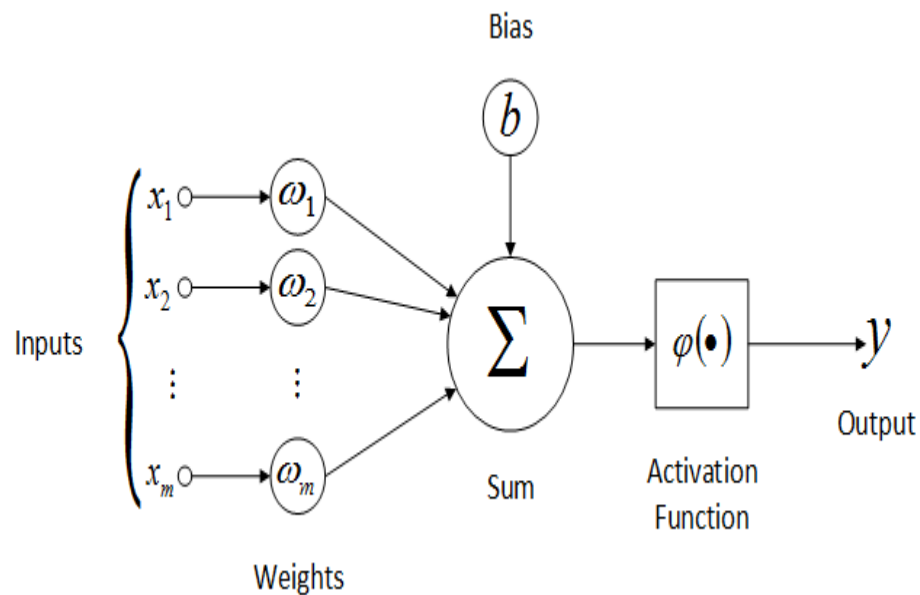 Bias
b
x₁ ω₁
x₂ ω₂
Inputs
∑ φ(•) y
⋮ ⋮
Output
xₘ ωₘ
Sum
Activation
Function
Weights